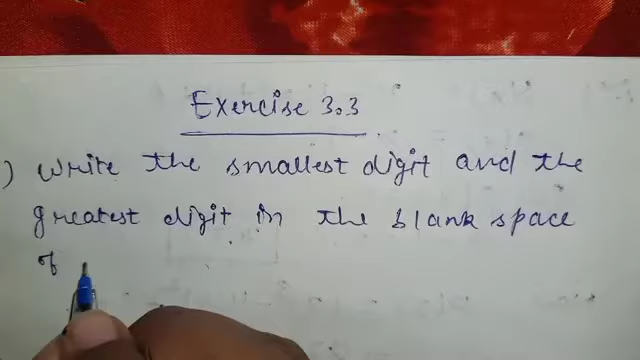 Exercise 3.3
) Write the smallest digit and the
greatest digit in the blank space
of